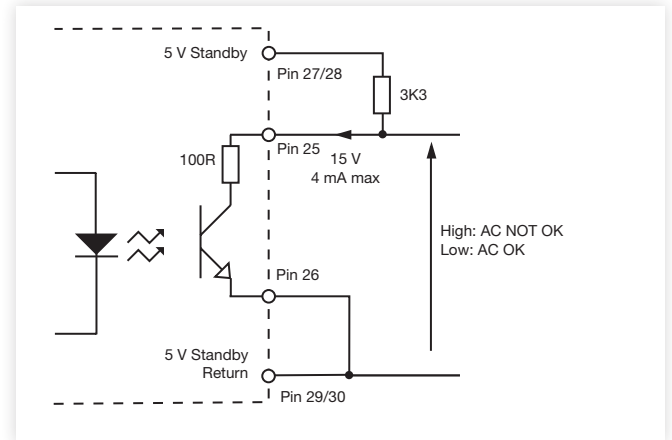 5 V Standby
Pin 27/28
3K3
Pin 25
100R
15 V
4 mA max
High: AC NOT OK
Low: AC OK
Pin 26
5 V Standby
Return
Pin 29/30